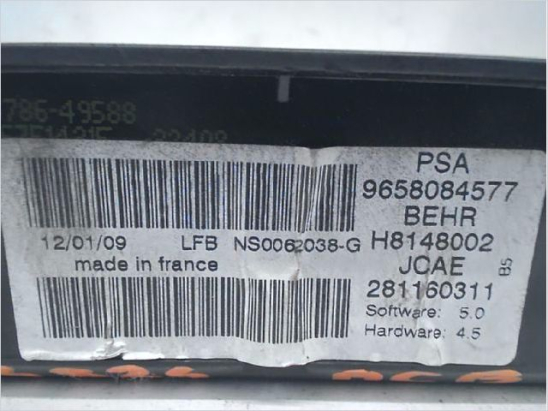 786-49588
PSA
9658084577
BEHR
H8148002
12/01/09 LFB NS0062038-G
JCAE
B5
made in france
281160311
Software: 5.0
Hardware: 4.5